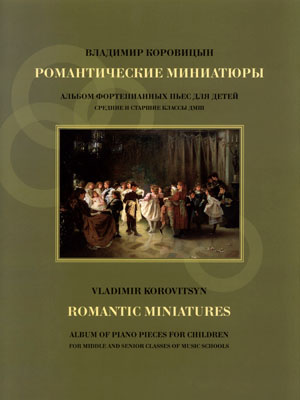 ВЛАДИМИР КОРОВИЦЫН
РОМАНТИЧЕСКИЕ МИНИАТЮРЫ
АЛЬБОМ ФОРТЕПИАННЫХ ПЬЕС ДЛЯ ДЕТЕЙ
СРЕДНИЕ И СТАРШИЕ КЛАССЫ ДМШ
VLADIMIR KOROVITSYN
ROMANTIC MINIATURES
ALBUM OF PIANO PIECES FOR CHILDREN
FOR MIDDLE AND SENIOR CLASSES OF MUSIC SCHOOLS